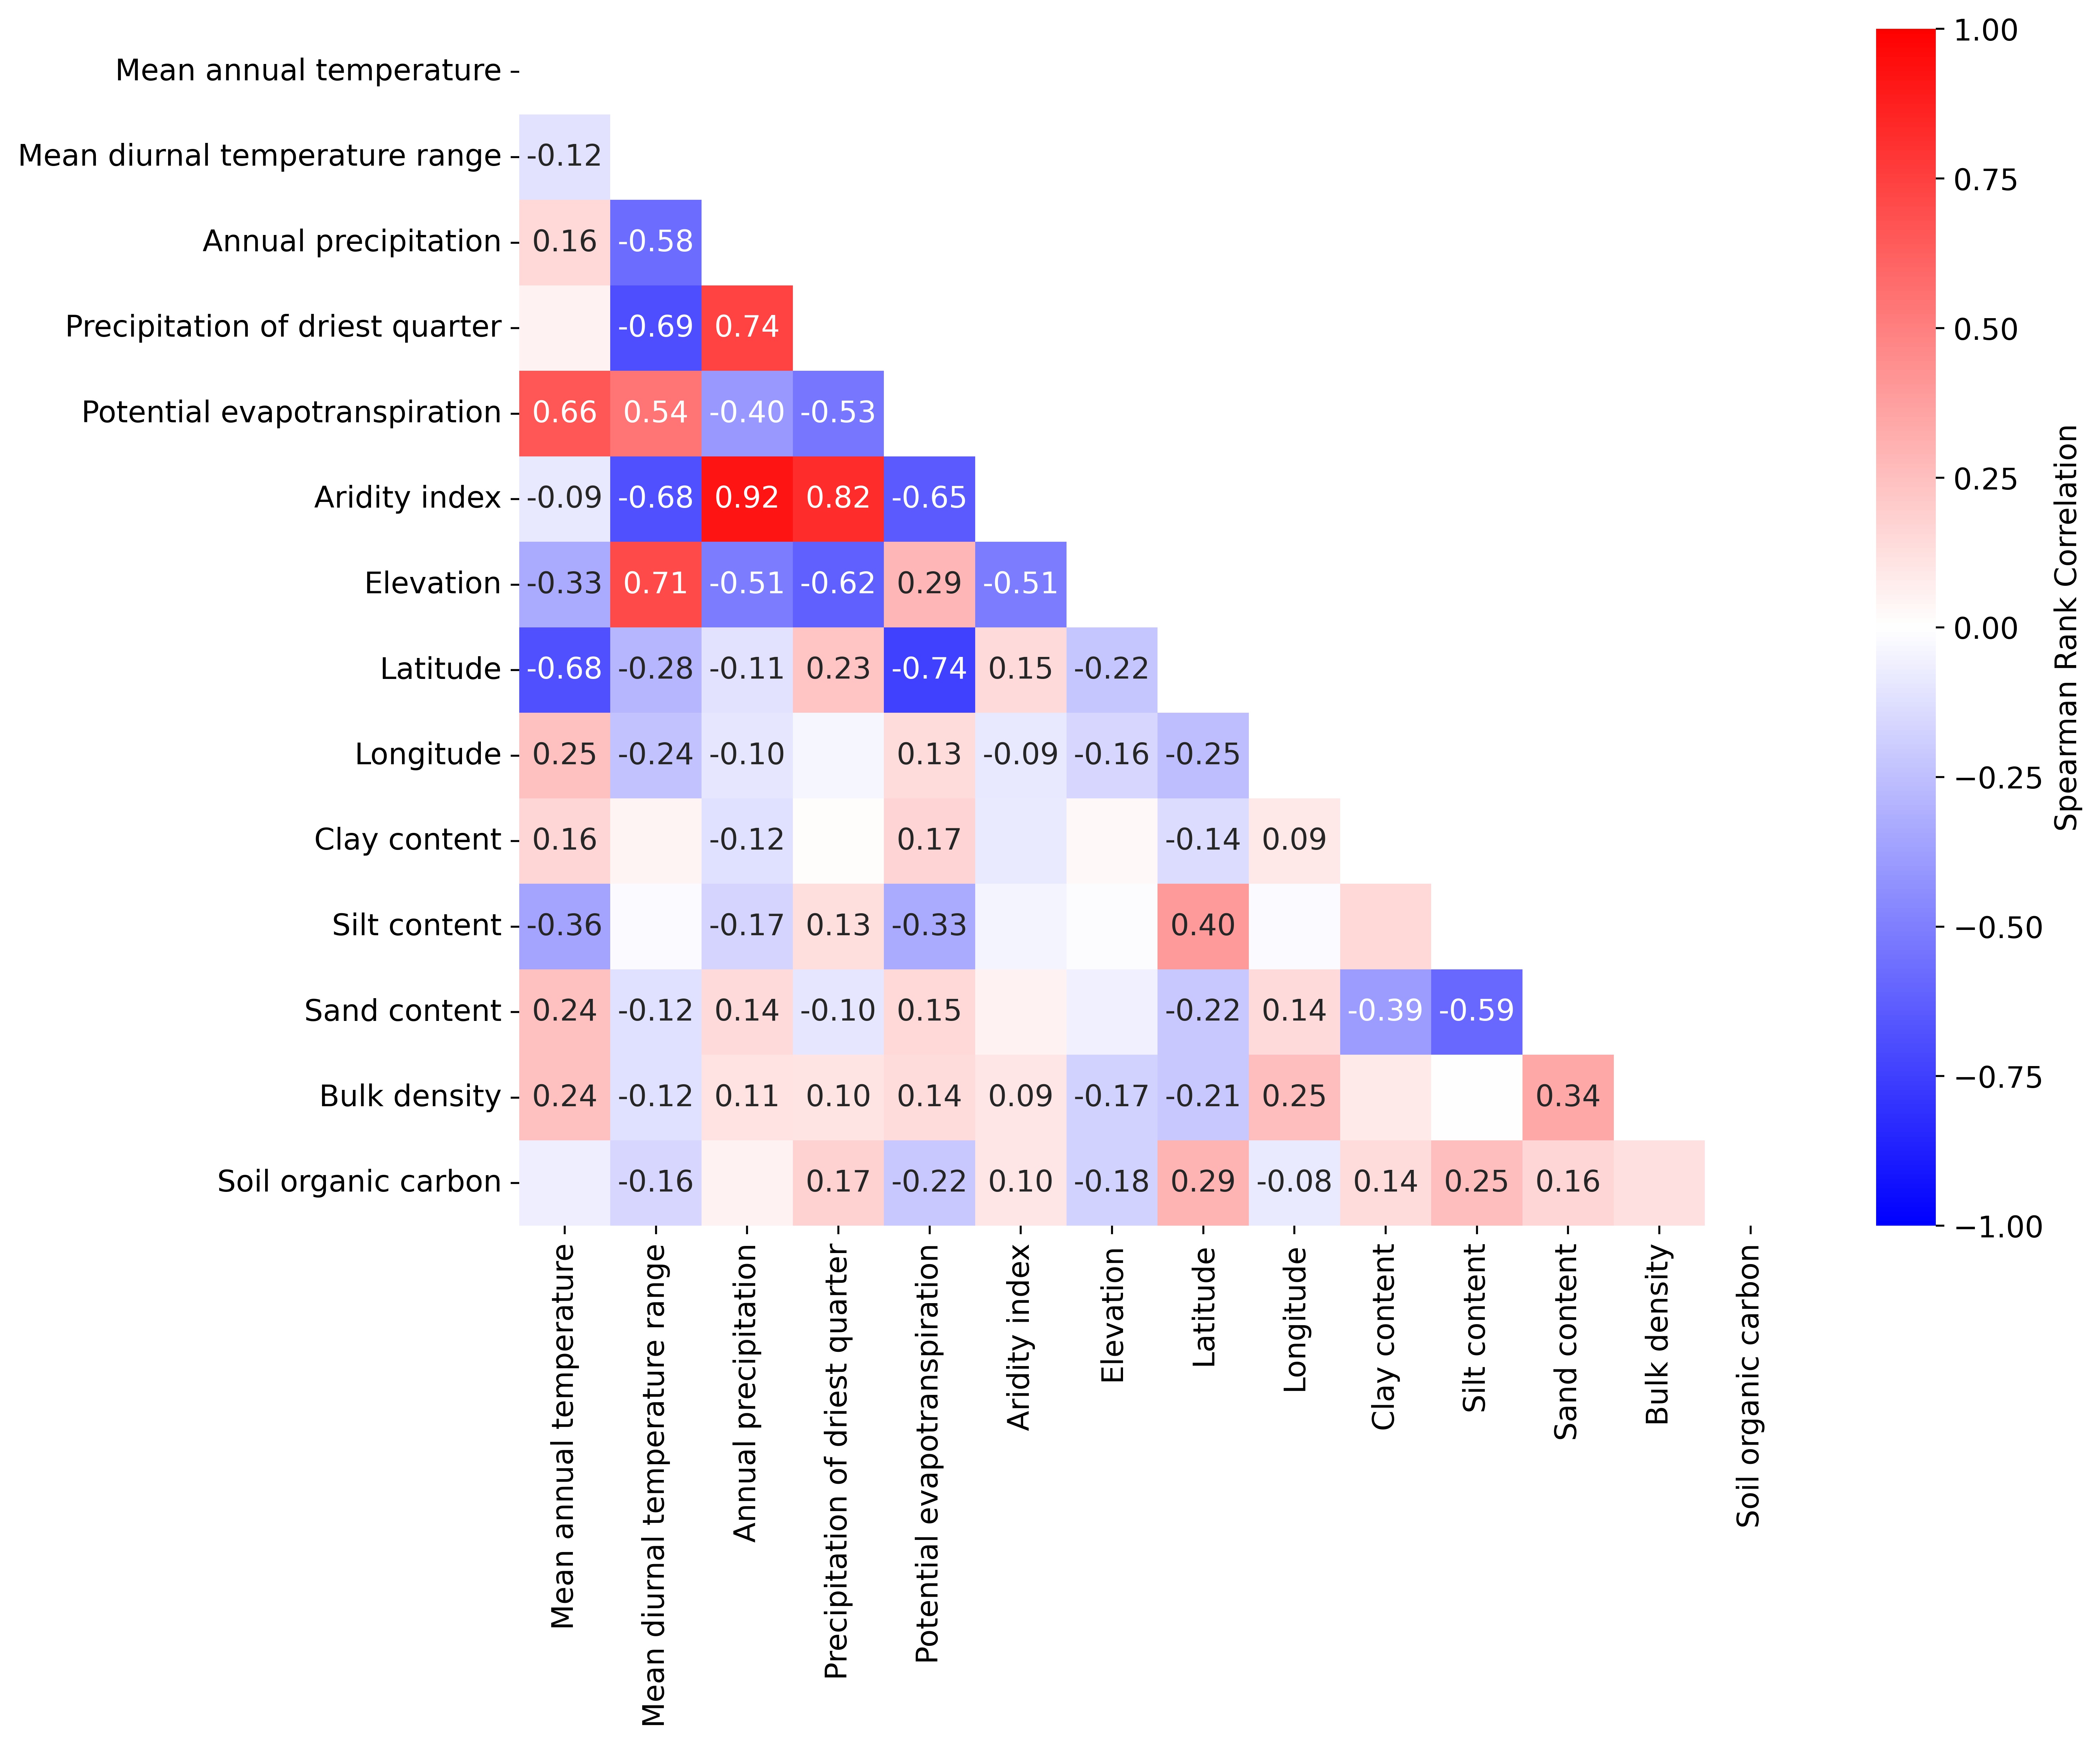 Mean annual temperature
Mean diurnal temperature range -0.12
Annual precipitation 0.16 -0.58
Precipitation of driest quarter -0.69 0.74
Potential evapotranspiration 0.66 0.54 -0.40 -0.53
Aridity index -0.09 -0.68 0.92 0.82 -0.65
Elevation -0.33 0.71 -0.51 -0.62 0.29 -0.51
Latitude -0.68 -0.28 -0.11 0.23 -0.74 0.15 -0.22
Longitude 0.25 -0.24 -0.10 0.13 -0.09 -0.16 -0.25
Clay content 0.16 -0.12 0.17 -0.14 0.09
Silt content -0.36 -0.17 0.13 -0.33 0.40
Sand content 0.24 -0.12 0.14 -0.10 0.15 -0.22 0.14 -0.39 -0.59
Bulk density 0.24 -0.12 0.11 0.10 0.14 0.09 -0.17 -0.21 0.25 0.34
Soil organic carbon -0.16 0.17 -0.22 0.10 -0.18 0.29 -0.08 0.14 0.25 0.16
Mean annual temperature
Mean diurnal temperature range
Annual precipitation
Precipitation of driest quarter
Potential evapotranspiration
Aridity index
Elevation
Latitude
Longitude
Clay content
Silt content
Sand content
Bulk density
Soil organic carbon
1.00
0.75
0.50
0.25
0.00
−0.25
−0.50
−0.75
−1.00
Spearman Rank Correlation